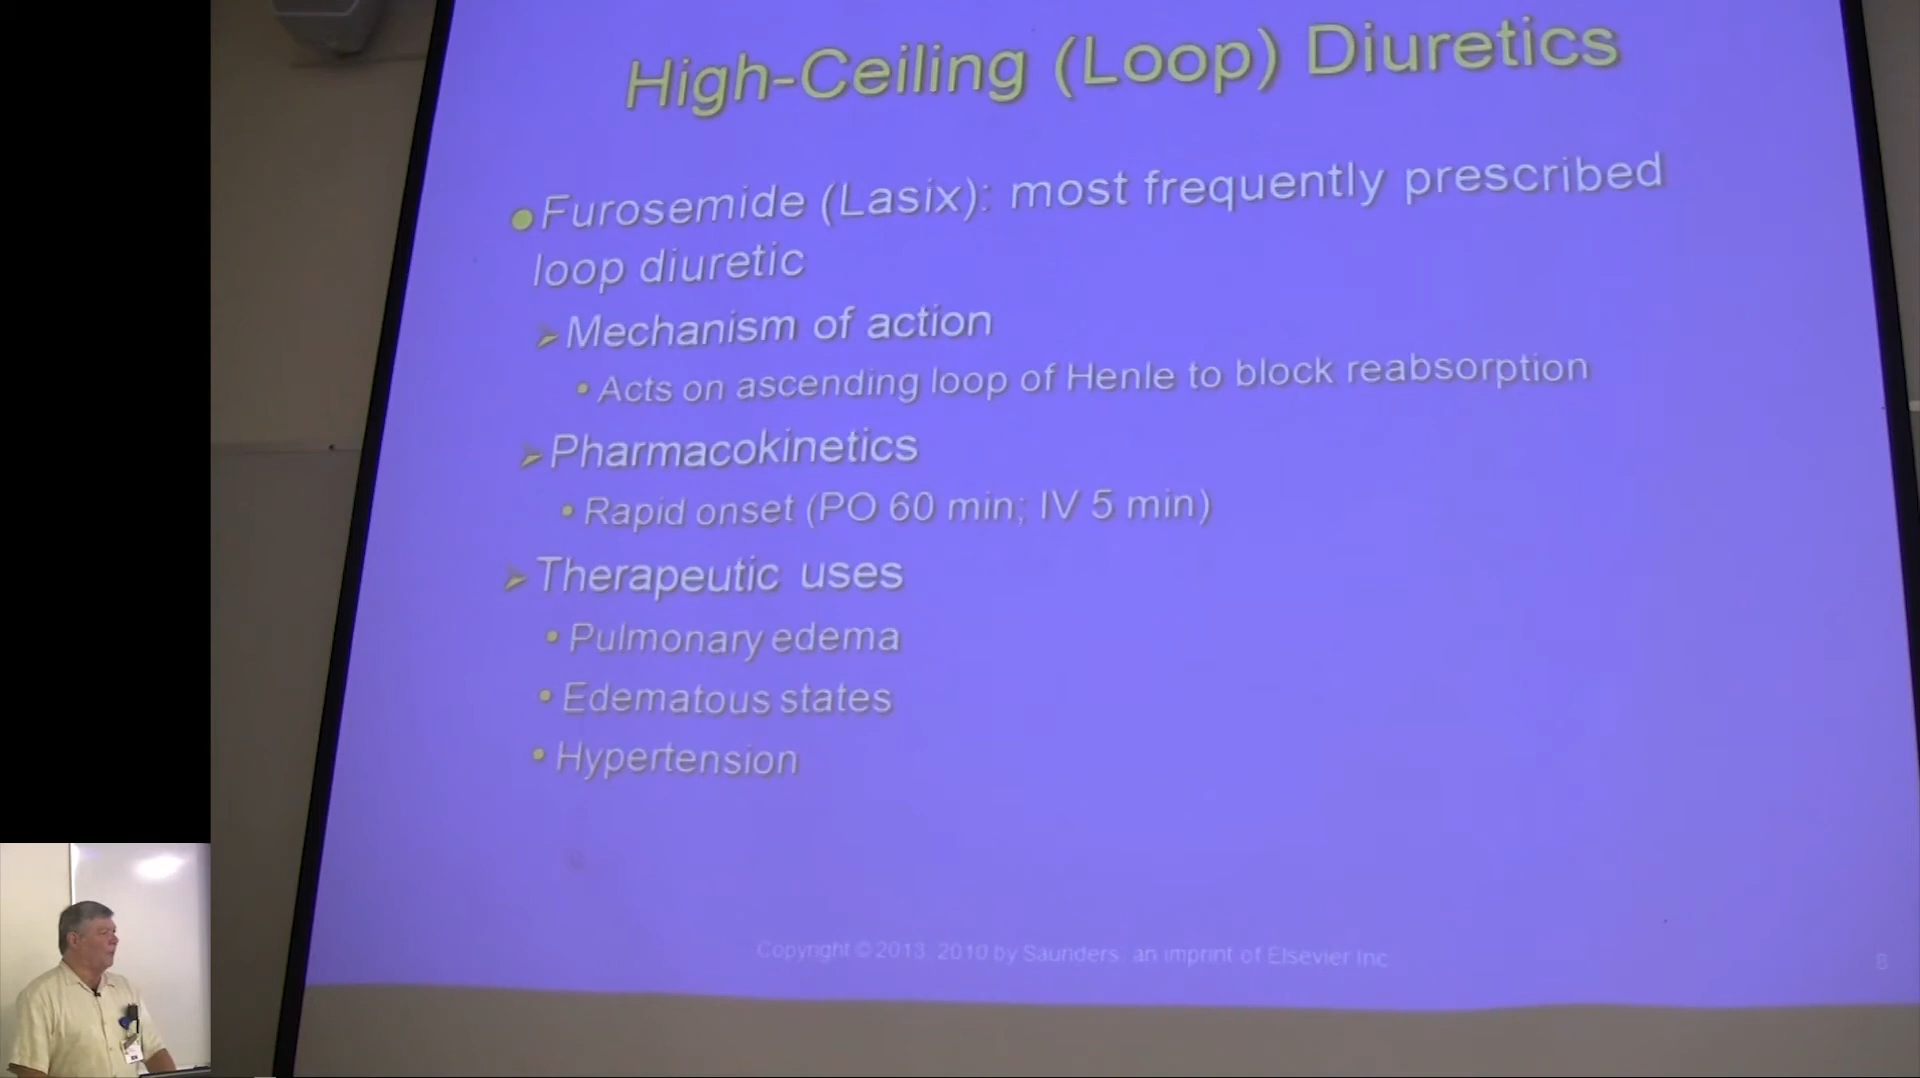 High-Ceiling (Loop) Diuretics
Furosemide (Lasix): most frequently prescribed
loop diuretic
Mechanism of action
Acts on ascending loop of Henle to block reabsorption
Pharmacokinetics
Rapid onset (PO 60 min; IV 5 min)
Therapeutic uses
Pulmonary edema
Edematous states
Hypertension
Copyright © 2013, 2010 by Saunders, an imprint of Elsevier Inc.